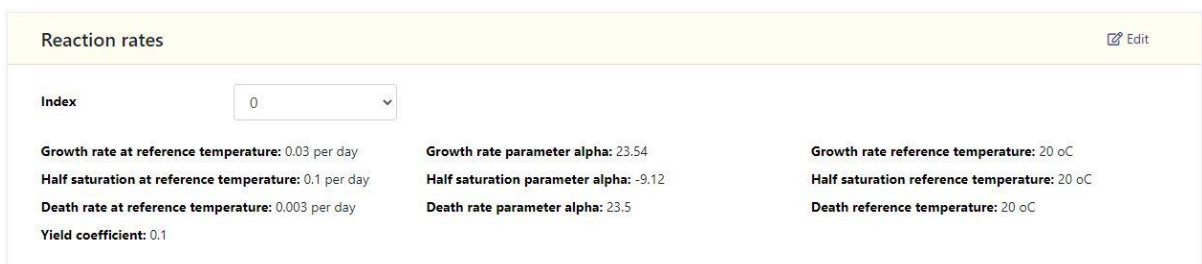 Reaction rates Edit
Index 0
Growth rate at reference temperature: 0.03 per day Growth rate parameter alpha: 23.54 Growth rate reference temperature: 20 oC
Half saturation at reference temperature: 0.1 per day Half saturation parameter alpha: -9.12 Half saturation reference temperature: 20 oC
Death rate at reference temperature: 0.003 per day Death rate parameter alpha: 23.5 Death reference temperature: 20 oC
Yield coefficient: 0.1